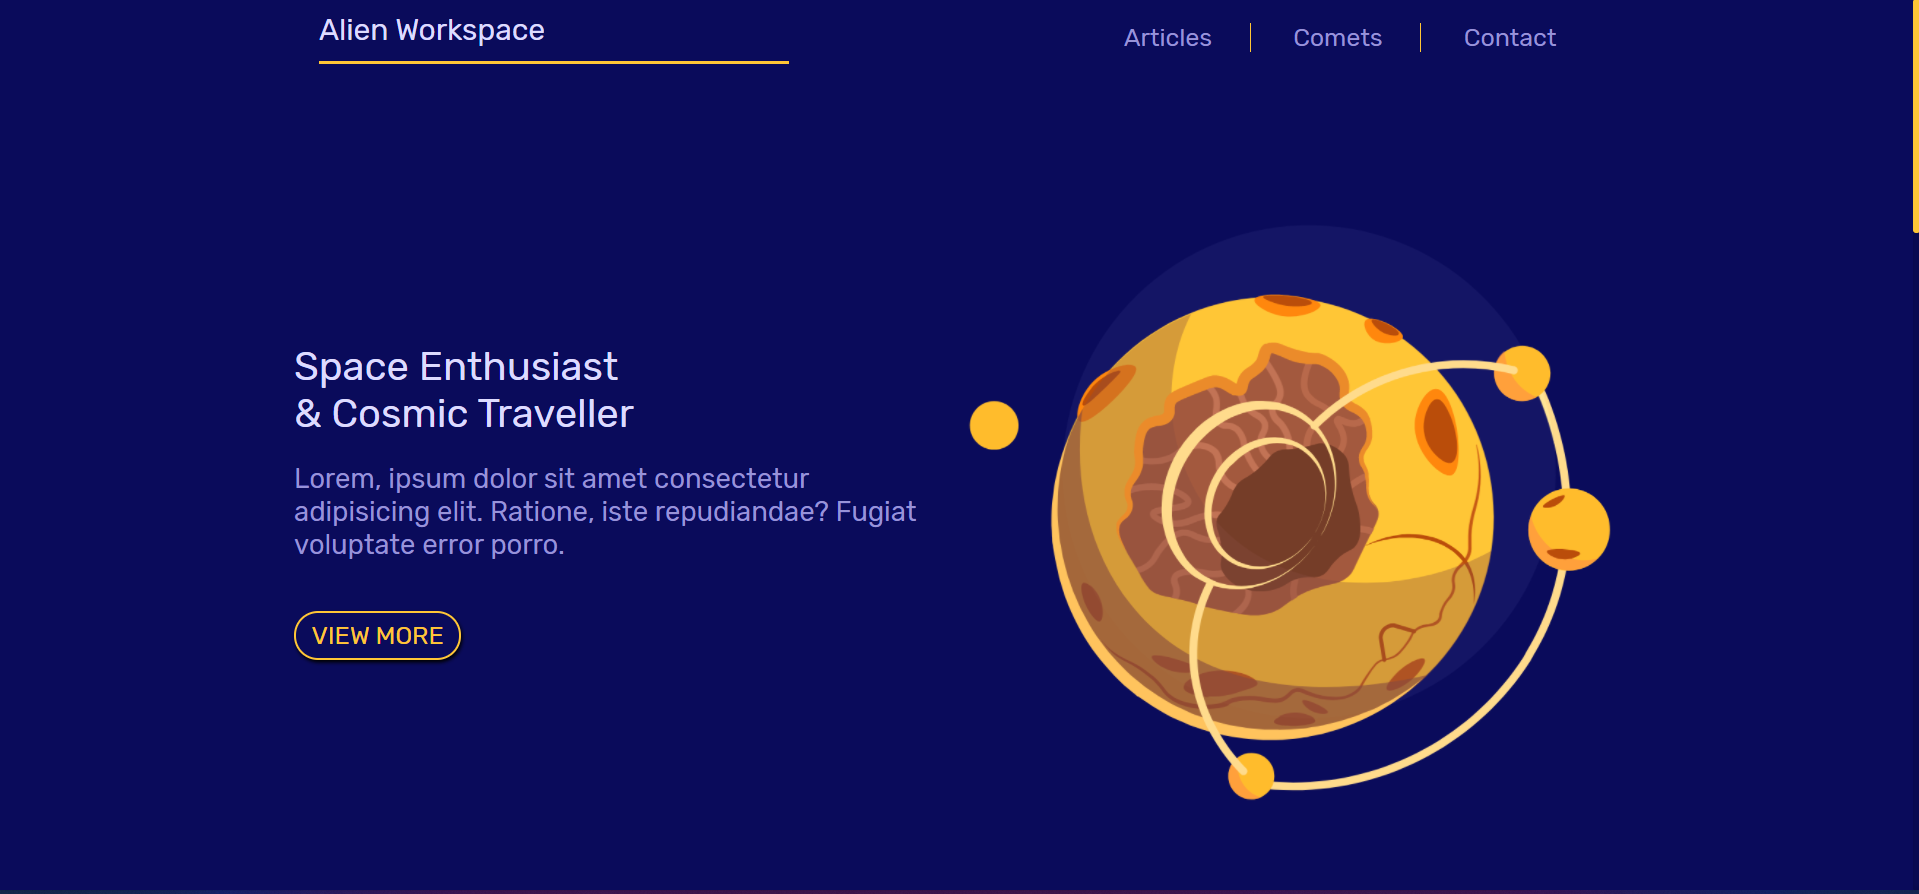 Alien Workspace
Articles
Comets
Contact
Space Enthusiast
& Cosmic Traveller
Lorem, ipsum dolor sit amet consectetur
adipisicing elit. Ratione, iste repudiandae? Fugiat
voluptate error porro.
VIEW MORE